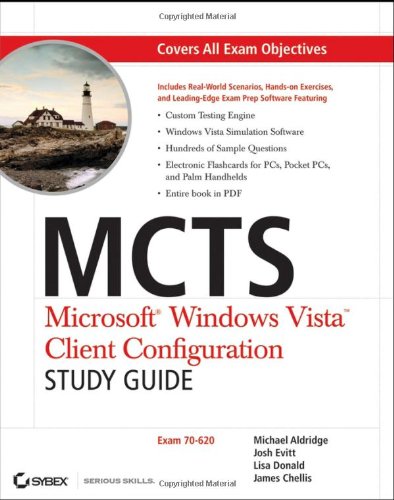 Copyrighted Material
Covers All Exam Objectives
Includes Real-World Scenarios, Hands-on Exercises,
and Leading-Edge Exam Prep Software Featuring
• Custom Testing Engine
• Windows Vista Simulation Software
• Hundreds of Sample Questions
• Electronic Flashcards for PCs, Pocket PCs,
and Palm Handhelds
• Entire book in PDF
MCTS
Microsoft® Windows Vista™
Client Configuration
STUDY GUIDE
Exam 70-620
Michael Aldridge
Josh Evitt
Lisa Donald
James Chellis
SYBEX
SERIOUS SKILLS.
Copyrighted Material